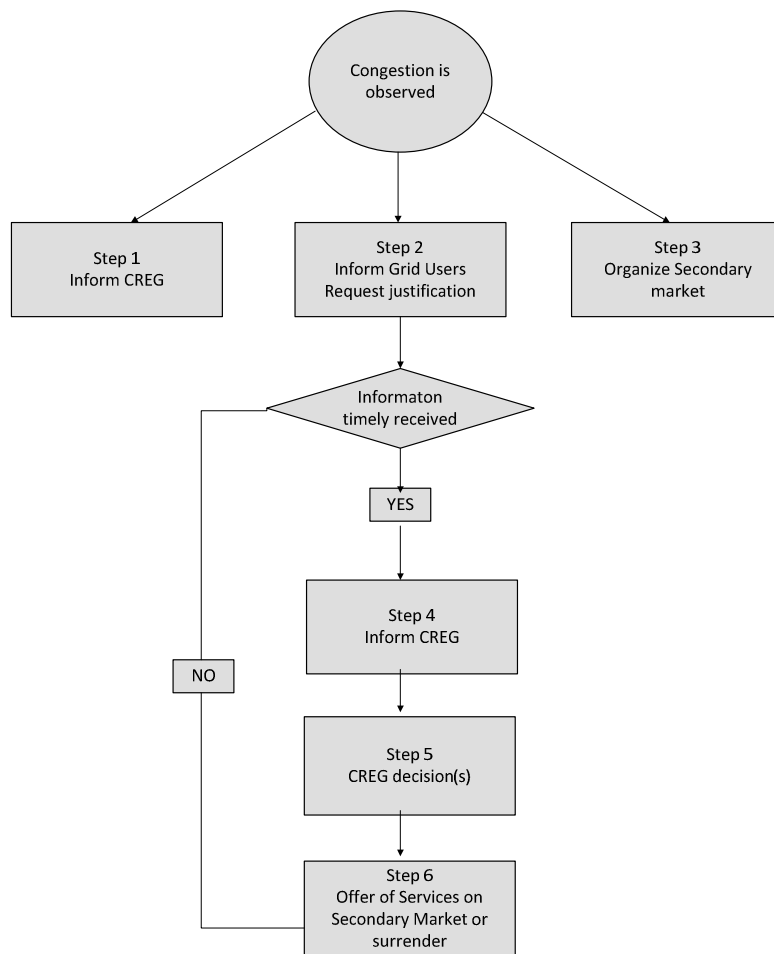 Congestion is
observed
Step 1
Inform CREG
Step 2
Inform Grid Users
Request justification
Step 3
Organize Secondary
market
Informaton
timely received
YES
Step 4
Inform CREG
NO
Step 5
CREG decision(s)
Step 6
Offer of Services on
Secondary Market or
surrender